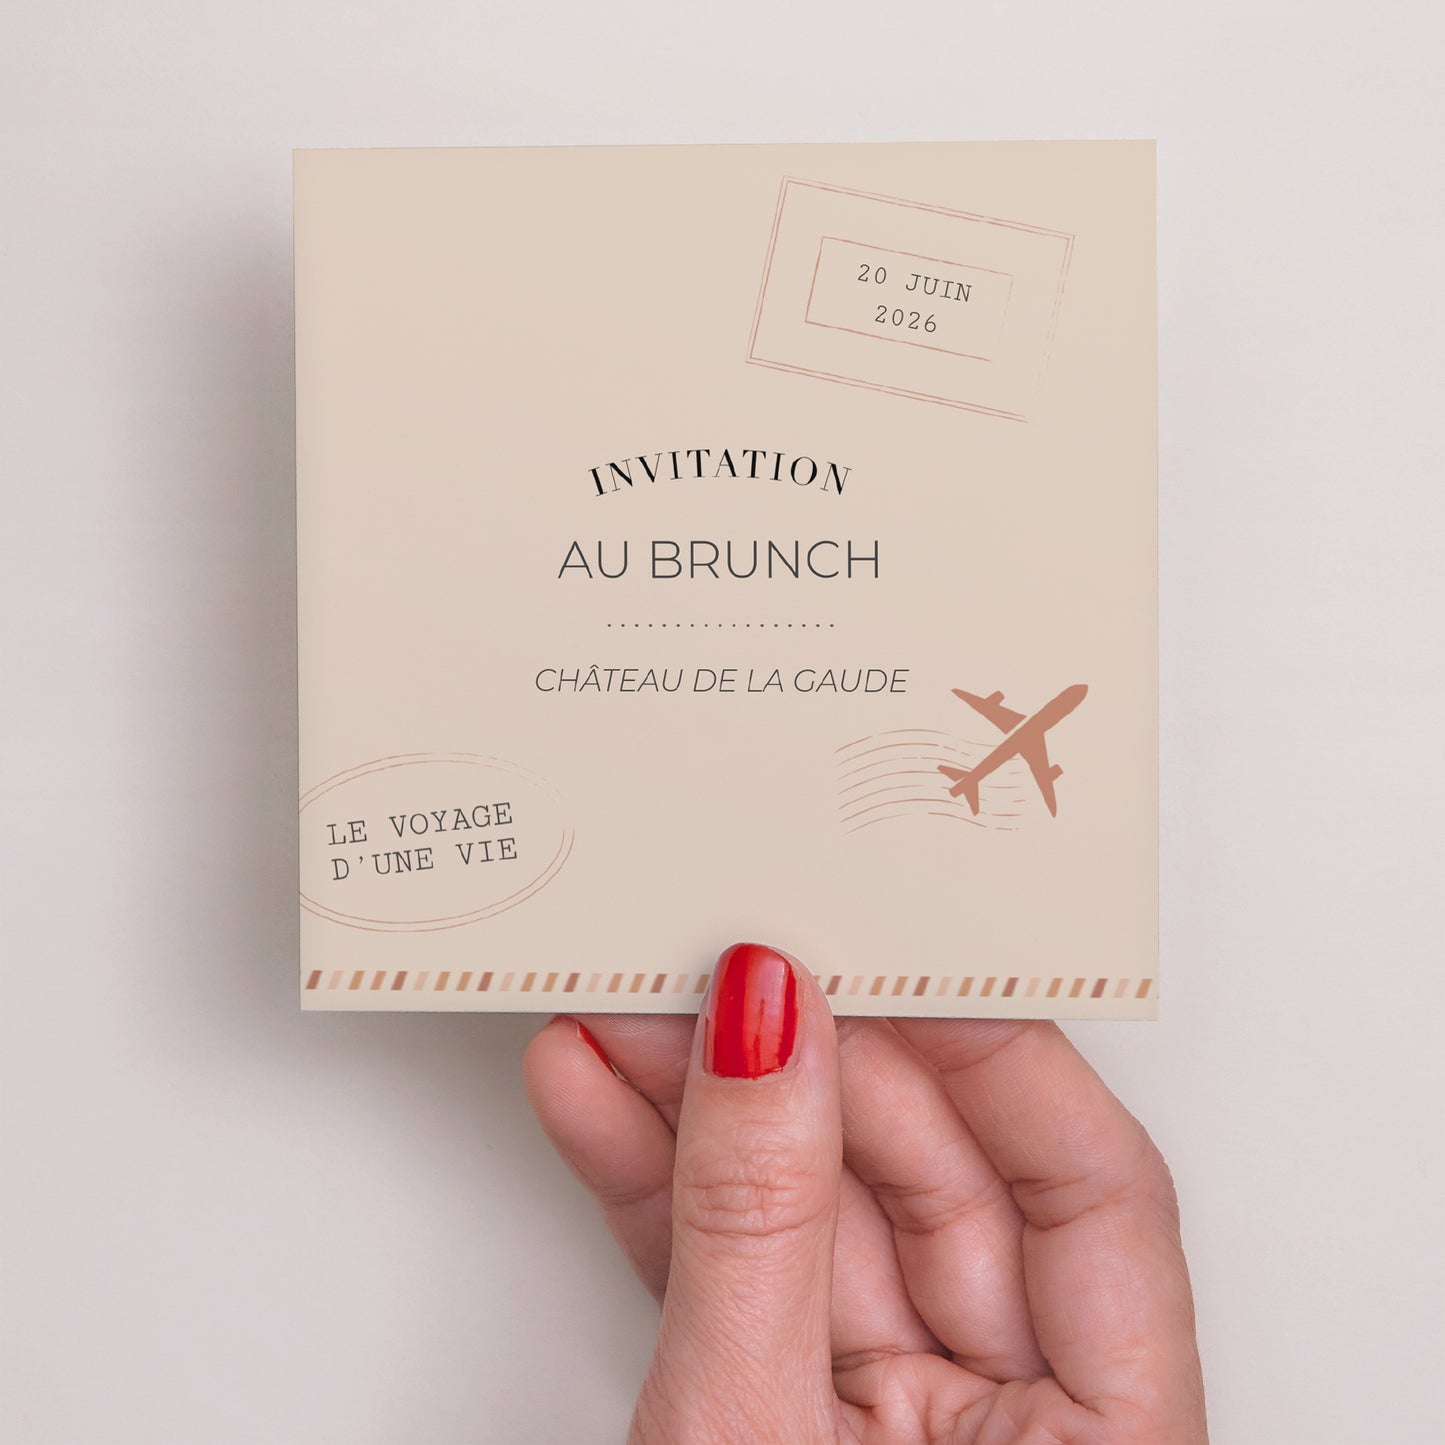 20 JUIN
2026
INVITATION
AU BRUNCH
CHÂTEAU DE LA GAUDE
LE VOYAGE
D'UNE VIE